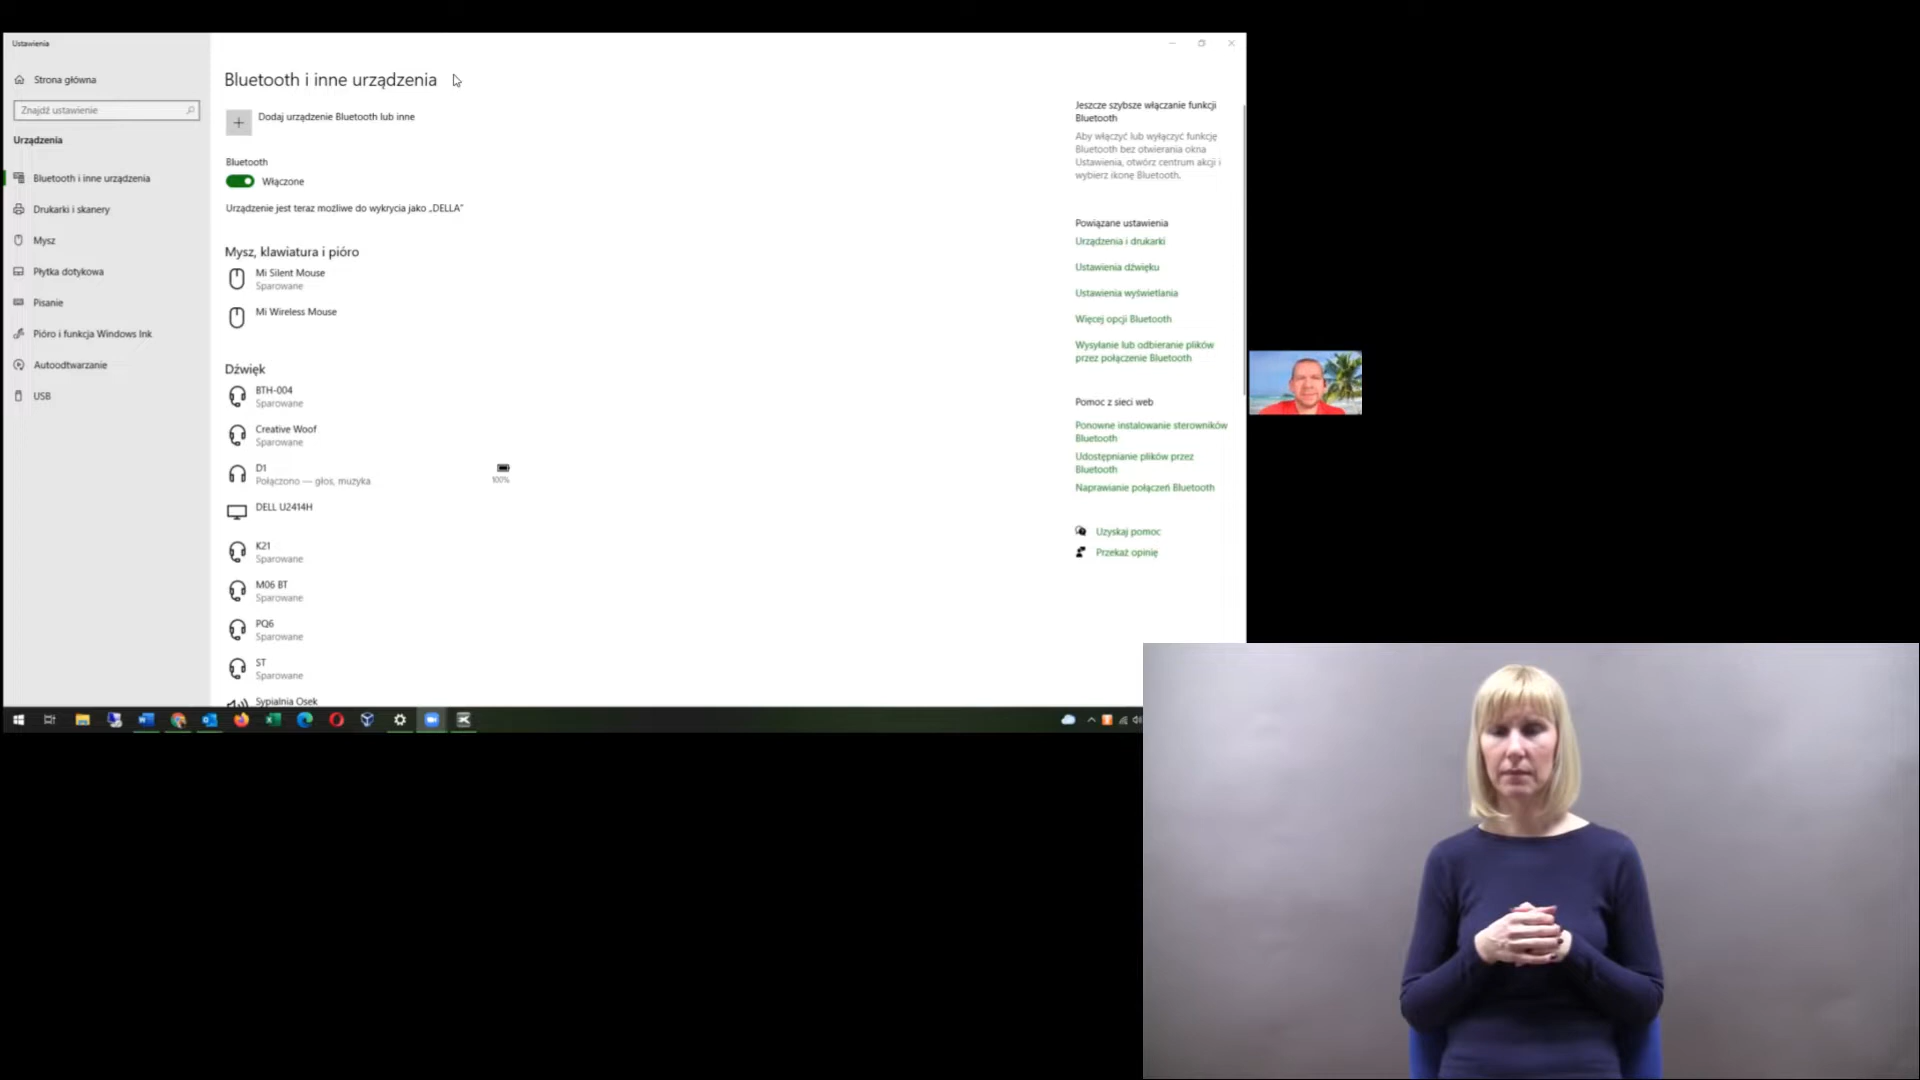 Ustawienia
Strona główna
Znajdź ustawienie
Urządzenia
Bluetooth i inne urządzenia
Drukarki i skanery
Mysz
Płytka dotykowa
Pisanie
Pióro i funkcja Windows Ink
Autoodtwarzanie
USB
Bluetooth i inne urządzenia
Dodaj urządzenie Bluetooth lub inne
Bluetooth
Włączone
Urządzenie jest teraz możliwe do wykrycia jako „DELLA”
Mysz, klawiatura i pióro
Mi Silent Mouse
Sparowane
Mi Wireless Mouse
Dźwięk
BTH-004
Sparowane
Creative Woof
Sparowane
D1
Połączono — głos, muzyka
100%
DELL U2414H
K21
Sparowane
M06 BT
Sparowane
PQ6
Sparowane
ST
Sparowane
Sypialnia Osek
Jeszcze szybsze włączanie funkcji
Bluetooth
Aby włączyć lub wyłączyć funkcję
Bluetooth bez otwierania okna
Ustawienia, otwórz centrum akcji i
wybierz ikonę Bluetooth.
Powiązane ustawienia
Urządzenia i drukarki
Ustawienia dźwięku
Ustawienia wyświetlania
Więcej opcji Bluetooth
Wysyłanie lub odbieranie plików
przez połączenie Bluetooth
Pomoc z sieci web
Ponowne instalowanie sterowników
Bluetooth
Udostępnianie plików przez
Bluetooth
Naprawianie połączeń Bluetooth
Uzyskaj pomoc
Przekaż opinię